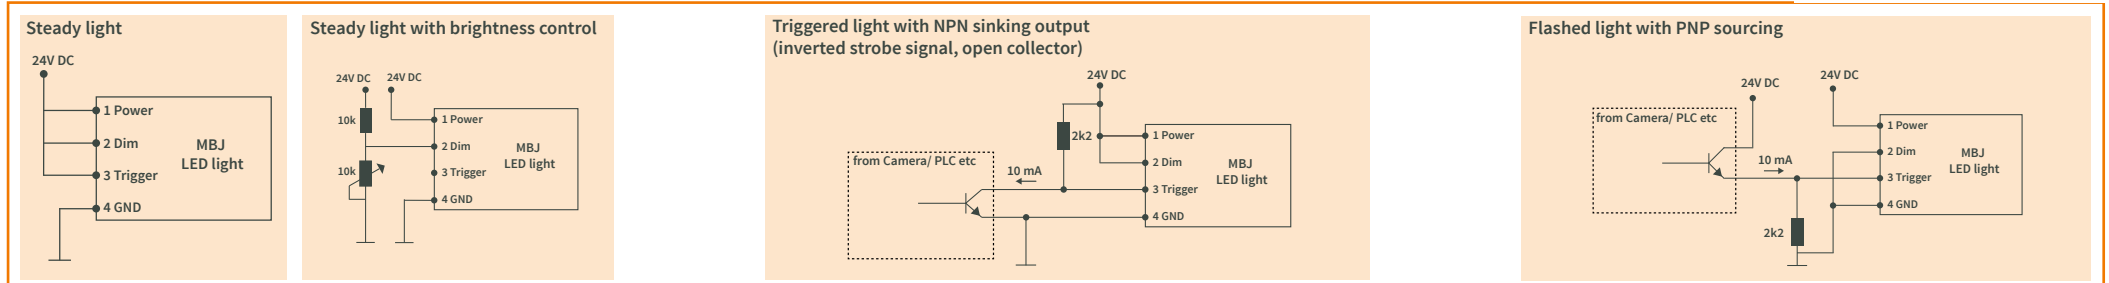 Steady light
24V DC
1 Power
2 Dim
3 Trigger
4 GND
MBJ
LED light
Steady light with brightness control
24V DC
24V DC
10k
10k
1 Power
2 Dim
3 Trigger
4 GND
MBJ
LED light
Triggered light with NPN sinking output
(inverted strobe signal, open collector)
24V DC
2k2
from Camera/ PLC etc
10 mA
1 Power
2 Dim
3 Trigger
4 GND
MBJ
LED light
Flashed light with PNP sourcing
24V DC
24V DC
from Camera/ PLC etc
10 mA
2k2
1 Power
2 Dim
3 Trigger
4 GND
MBJ
LED light